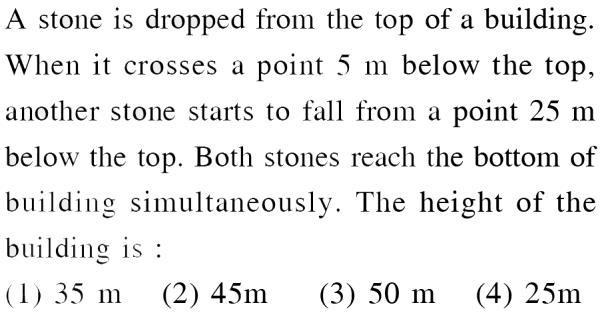 A stone is dropped from the top of a building.
When it crosses a point 5 m below the top,
another stone starts to fall from a point 25 m
below the top. Both stones reach the bottom of
building simultaneously. The height of the
building is :
(1) 35 m (2) 45m (3) 50 m (4) 25m